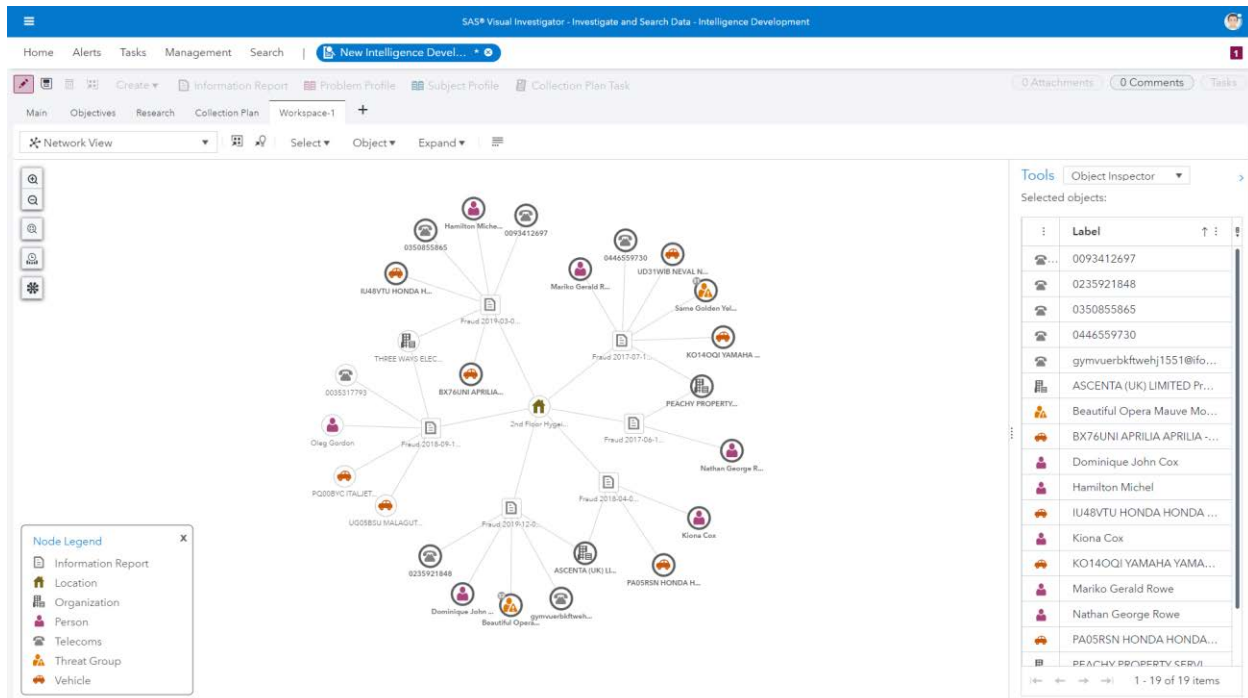 SAS® Visual Investigator - Investigate and Search Data - Intelligence Development
Home Alerts Tasks Management Search | New Intelligence Devel... *
1
Create Information Report Problem Profile Subject Profile Collection Plan Task
0 Attachments 0 Comments Tasks
Main Objectives Research Collection Plan Workspace-1 +
Network View Select Object Expand
Hamilton Miche...
0093412697
0350855865
IU48VTU HONDA H...
Fraud 2019-03-0...
THREE WAYS ELEC...
BX76UNI APRILIA...
0446559730
UD31WIB NEVAL N...
Mariko Gerald R...
Same Golden Yel...
Fraud 2017-07-1...
KO14OQI YAMAHA ...
PEACHY PROPERTY...
2nd Floor Hygei...
Fraud 2017-06-1...
Nathan George R...
0035317793
Oleg Gordon
Fraud 2018-09-1...
PQ00BYC ITALJET...
UG05BSU MALAGUT...
Fraud 2018-04-0...
Kiona Cox
Fraud 2019-12-0...
ASCENTA (UK) LI...
PA05RSN HONDA H...
0235921848
Dominique John ...
Beautiful Opera...
gymvuerbkftweh...
Node Legend X
Information Report
Location
Organization
Person
Telecoms
Threat Group
Vehicle
Tools Object Inspector
Selected objects:
Label
0093412697
0235921848
0350855865
0446559730
gymvuerbkftwehj1551@ifo...
ASCENTA (UK) LIMITED Pr...
Beautiful Opera Mauve Mo...
BX76UNI APRILIA APRILIA -...
Dominique John Cox
Hamilton Michel
IU48VTU HONDA HONDA ...
Kiona Cox
KO14OQI YAMAHA YAMA...
Mariko Gerald Rowe
Nathan George Rowe
PA05RSN HONDA HONDA...
PEACHY PROPERTY SERVI
1 - 19 of 19 items